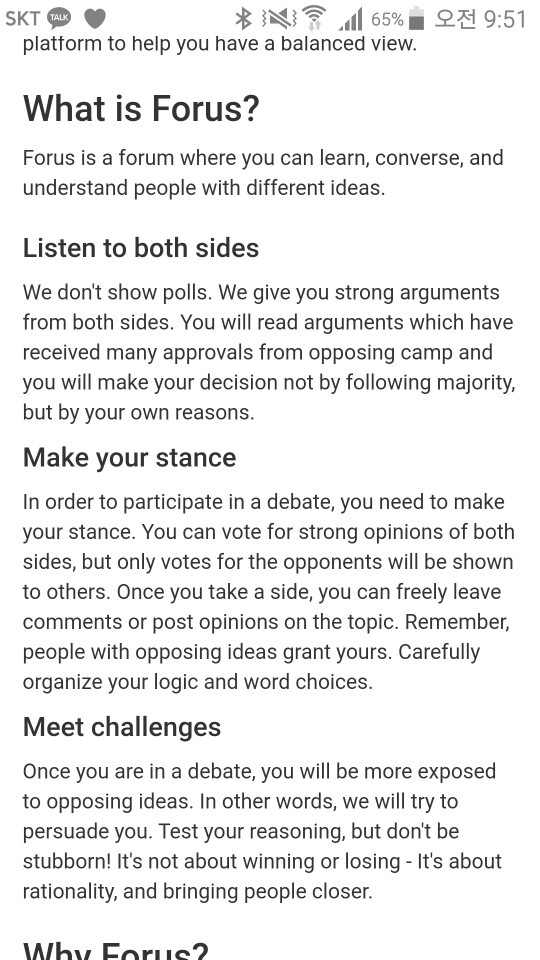 SKT TALK 65% 오전 9:51
platform to help you have a balanced view.
What is Forus?
Forus is a forum where you can learn, converse, and
understand people with different ideas.
Listen to both sides
We don't show polls. We give you strong arguments
from both sides. You will read arguments which have
received many approvals from opposing camp and
you will make your decision not by following majority,
but by your own reasons.
Make your stance
In order to participate in a debate, you need to make
your stance. You can vote for strong opinions of both
sides, but only votes for the opponents will be shown
to others. Once you take a side, you can freely leave
comments or post opinions on the topic. Remember,
people with opposing ideas grant yours. Carefully
organize your logic and word choices.
Meet challenges
Once you are in a debate, you will be more exposed
to opposing ideas. In other words, we will try to
persuade you. Test your reasoning, but don't be
stubborn! It's not about winning or losing - It's about
rationality, and bringing people closer.
Why Forus?